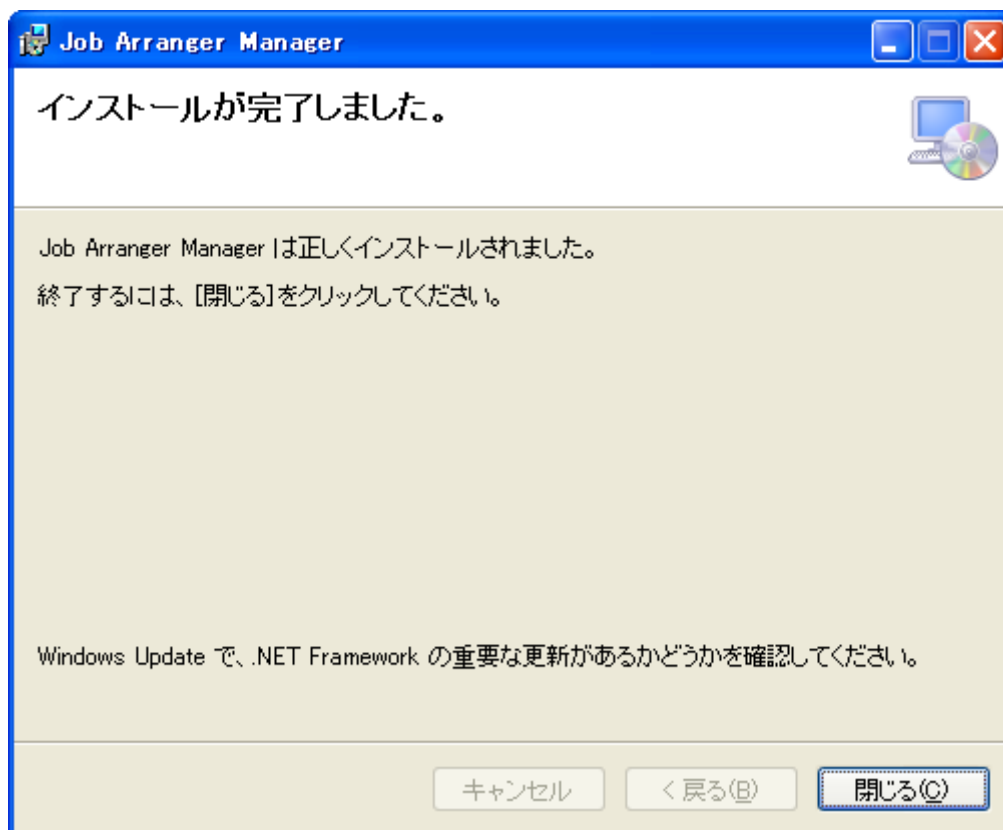 Job Arranger Manager
インストールが完了しました。
Job Arranger Manager は正しくインストールされました。
終了するには、[閉じる]をクリックしてください。
Windows Update で、.NET Framework の重要な更新があるかどうかを確認してください。
キャンセル
< 戻る(B)
閉じる(C)